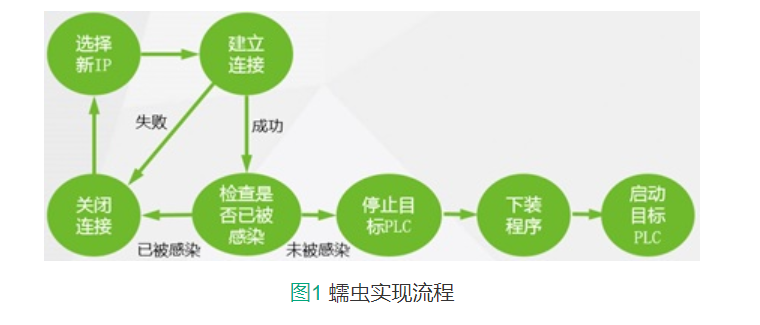 选择
新IP
建立
连接
失败
成功
关闭
连接
检查是
否已被
感染
停止目
标PLC
下装
程序
启动
目标
PLC
已被感染
未被感染
图1 蠕虫实现流程